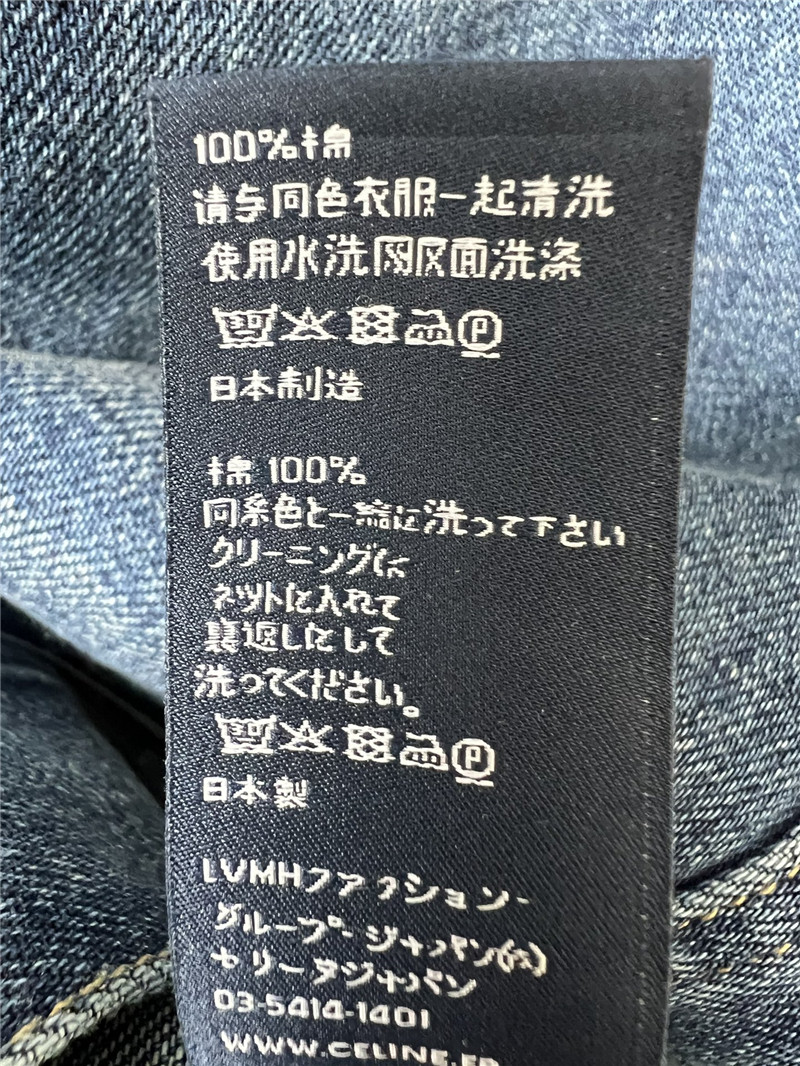 100%棉
请与同色衣服一起清洗
使用水洗网反面洗涤
P
日本制造
棉 100%
同系色と一緒に洗って下さい
クリーニングは
ネットに入れて
裏返しにして
洗ってください。
P
日本製
LVMHファッション・
グループ・ジャパン(株)
セリーヌジャパン
03-5414-1401
WWW.CELINE.FR